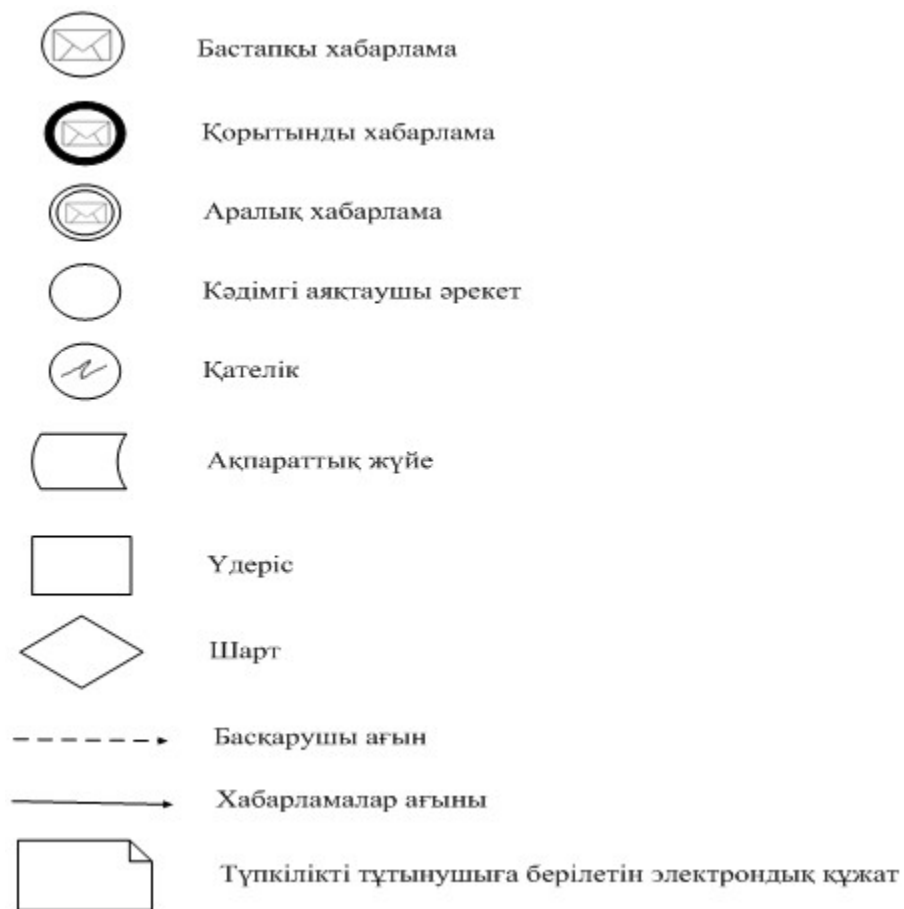 Бастапқы хабарлама
Қорытынды хабарлама
Аралық хабарлама
Кәдімгі аяқтаушы әрекет
Қателік
Ақпараттық жүйе
Үдеріс
Шарт
Басқарушы ағын
Хабарламалар ағыны
Түпкілікті тұтынушыға берілетін электрондық құжат